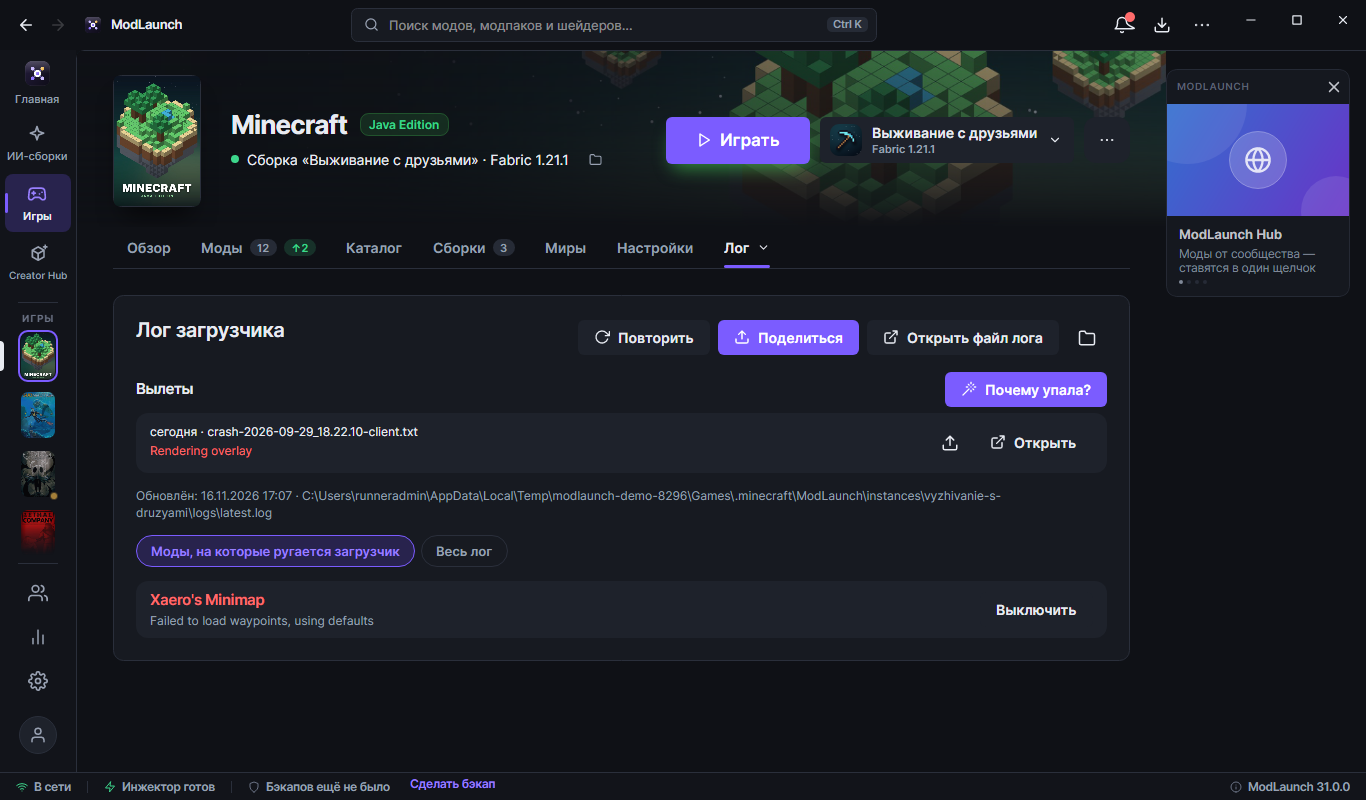 ModLaunch
Поиск модов, модпаков и шейдеров...
Ctrl K
Главная
ИИ-сборки
Игры
Creator Hub
ИГРЫ
MINECRAFT
Minecraft
Java Edition
Сборка «Выживание с друзьями» · Fabric 1.21.1
Играть
Выживание с друзьями
Fabric 1.21.1
MODLAUNCH
ModLaunch Hub
Моды от сообщества —
ставятся в один щелчок
Обзор
Моды 12 ↑2
Каталог
Сборки 3
Миры
Настройки
Лог
Лог загрузчика
Повторить
Поделиться
Открыть файл лога
Вылеты
Почему упала?
сегодня · crash-2026-09-29_18.22.10-client.txt
Rendering overlay
Открыть
Обновлён: 16.11.2026 17:07 · C:\Users\runneradmin\AppData\Local\Temp\modlaunch-demo-8296\Games\.minecraft\ModLaunch\instances\vyzhivanie-s-
druzyami\logs\latest.log
Моды, на которые ругается загрузчик
Весь лог
Xaero's Minimap
Failed to load waypoints, using defaults
Выключить
В сети
Инжектор готов
Бэкапов ещё не было
Сделать бэкап
ModLaunch 31.0.0